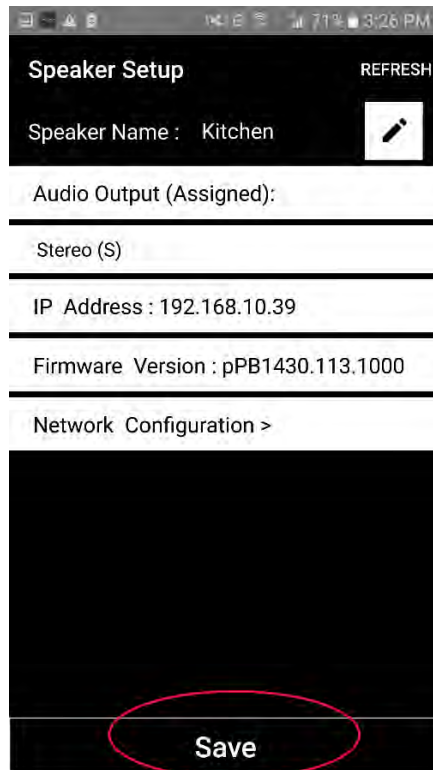 71% 3:26 PM
Speaker Setup REFRESH
Speaker Name : Kitchen
Audio Output (Assigned):
Stereo (S)
IP Address : 192.168.10.39
Firmware Version : pPB1430.113.1000
Network Configuration >
Save